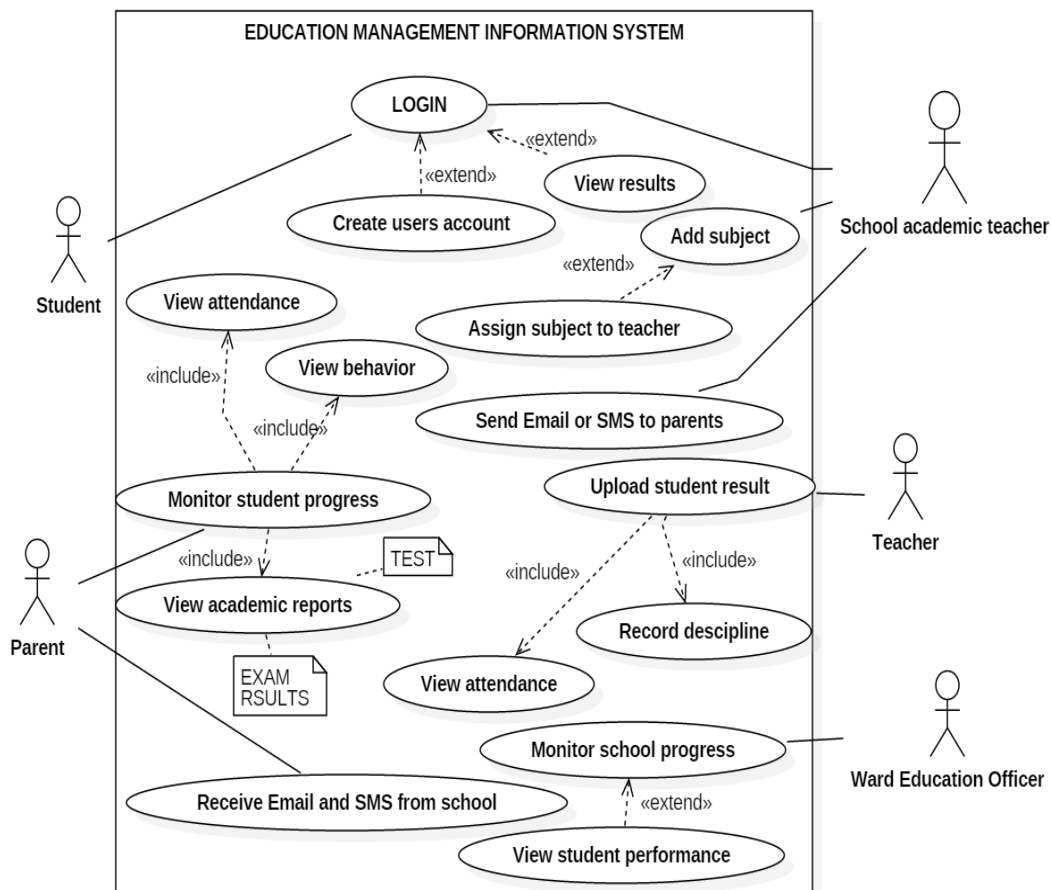 EDUCATION MANAGEMENT INFORMATION SYSTEM
LOGIN
«extend»
«extend»
View results
Create users account
Add subject
School academic teacher
Student
«extend»
View attendance
Assign subject to teacher
View behavior
«include»
«include»
Send Email or SMS to parents
Monitor student progress
Upload student result
Teacher
«include»
TEST
«include»
«include»
View academic reports
Record descipline
Parent
EXAM
RSULTS
View attendance
Monitor school progress
Ward Education Officer
Receive Email and SMS from school
«extend»
View student performance